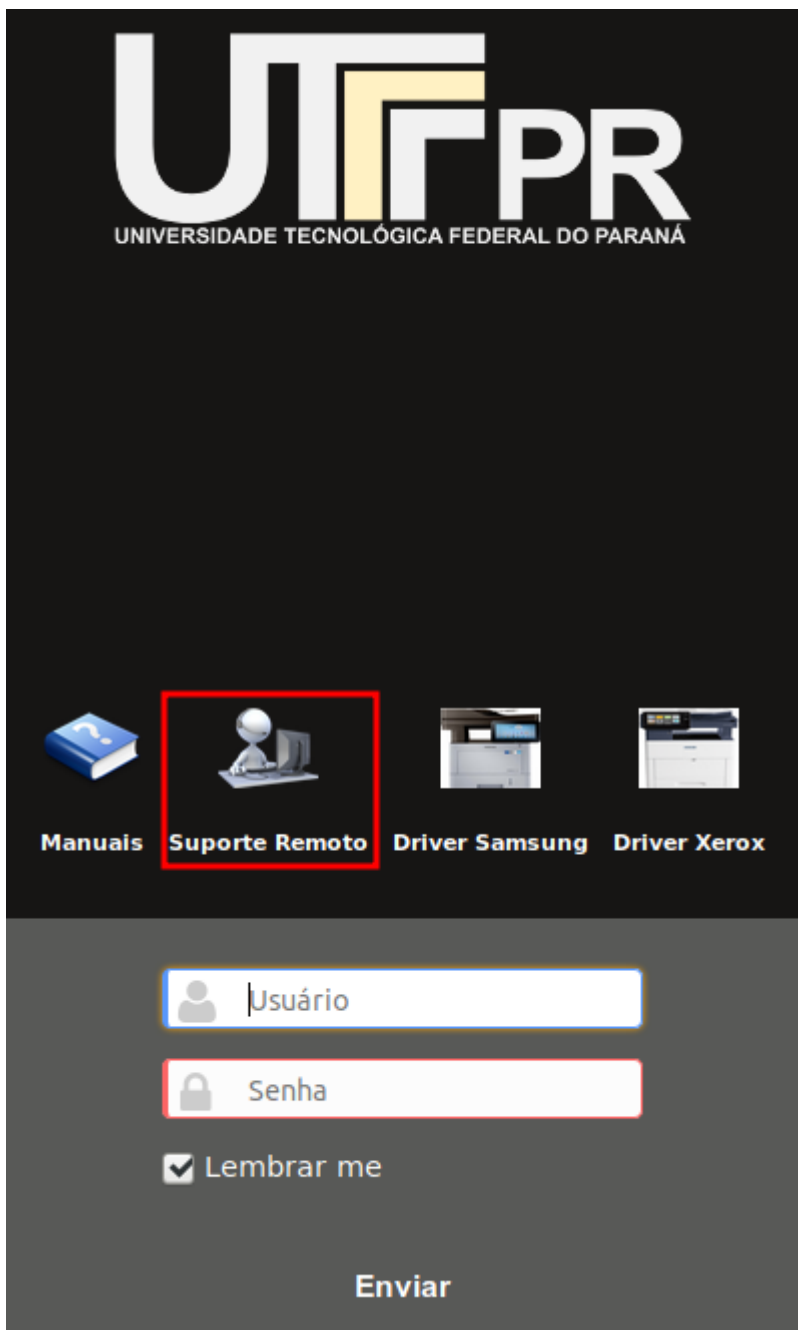 UTFPR
UNIVERSIDADE TECNOLÓGICA FEDERAL DO PARANÁ
Manuais Suporte Remoto Driver Samsung Driver Xerox
Usuário
Senha
Lembrar me
Enviar